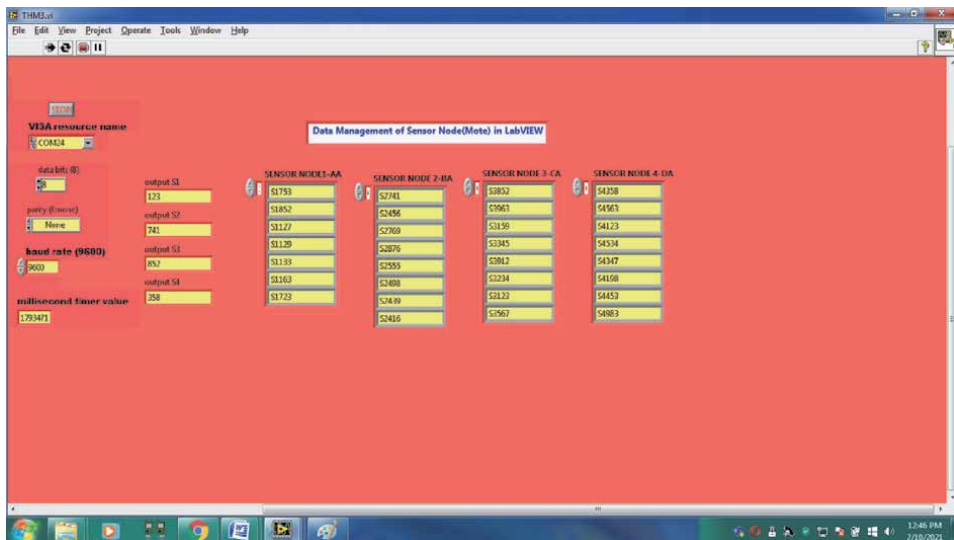 THM3.vi
File Edit View Project Operate Tools Window Help
STOP
VISA resource name
COM24
data bits (8)
8
parity (0:none)
None
baud rate (9600)
9600
millisecond timer value
1793471
Data Management of Sensor Node(Mote) in LabVIEW
output S1
123
output S2
741
output S3
852
output S4
358
SENSOR NODE1-AA
S1753
S1852
S1127
S1129
S1133
S1163
S1723
SENSOR NODE 2-BA
S2741
S2456
S2769
S2876
S2555
S2498
S2439
S2416
SENSOR NODE 3-CA
S3852
S3963
S3159
S3345
S3912
S3234
S3123
S3567
SENSOR NODE 4-DA
S4358
S4563
S4123
S4534
S4347
S4198
S4453
S4983
12:46 PM
2/10/2021